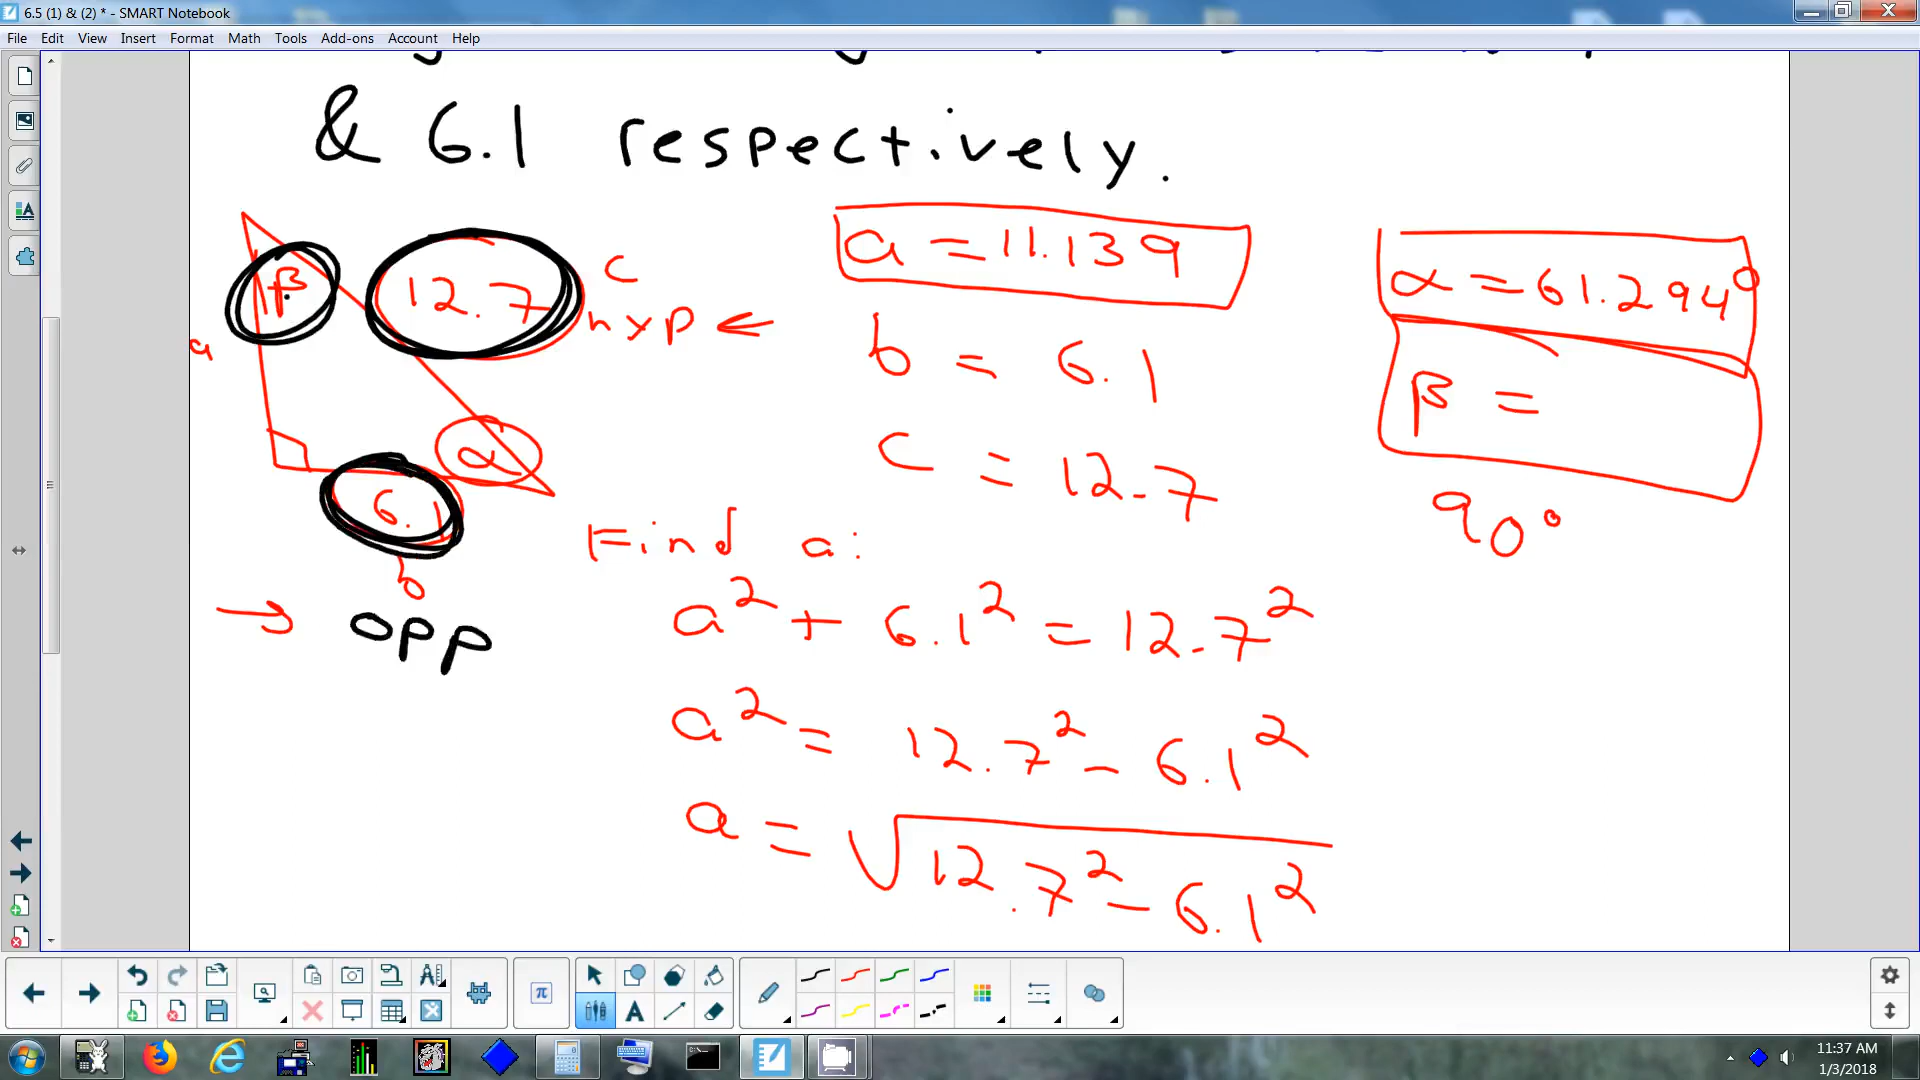 6.5 (1) & (2) * - SMART Notebook
File Edit View Insert Format Math Tools Add-ons Account Help
& 6.1 respectively.
β
12.7
c
hyp ←
a
α
6.1
b
→ opp
a = 11.139
b = 6.1
c = 12.7
α = 61.294°
β =
90°
Find a:
a² + 6.1² = 12.7²
a² = 12.7² - 6.1²
a = √12.7² - 6.1²
π
A
11:37 AM
1/3/2018